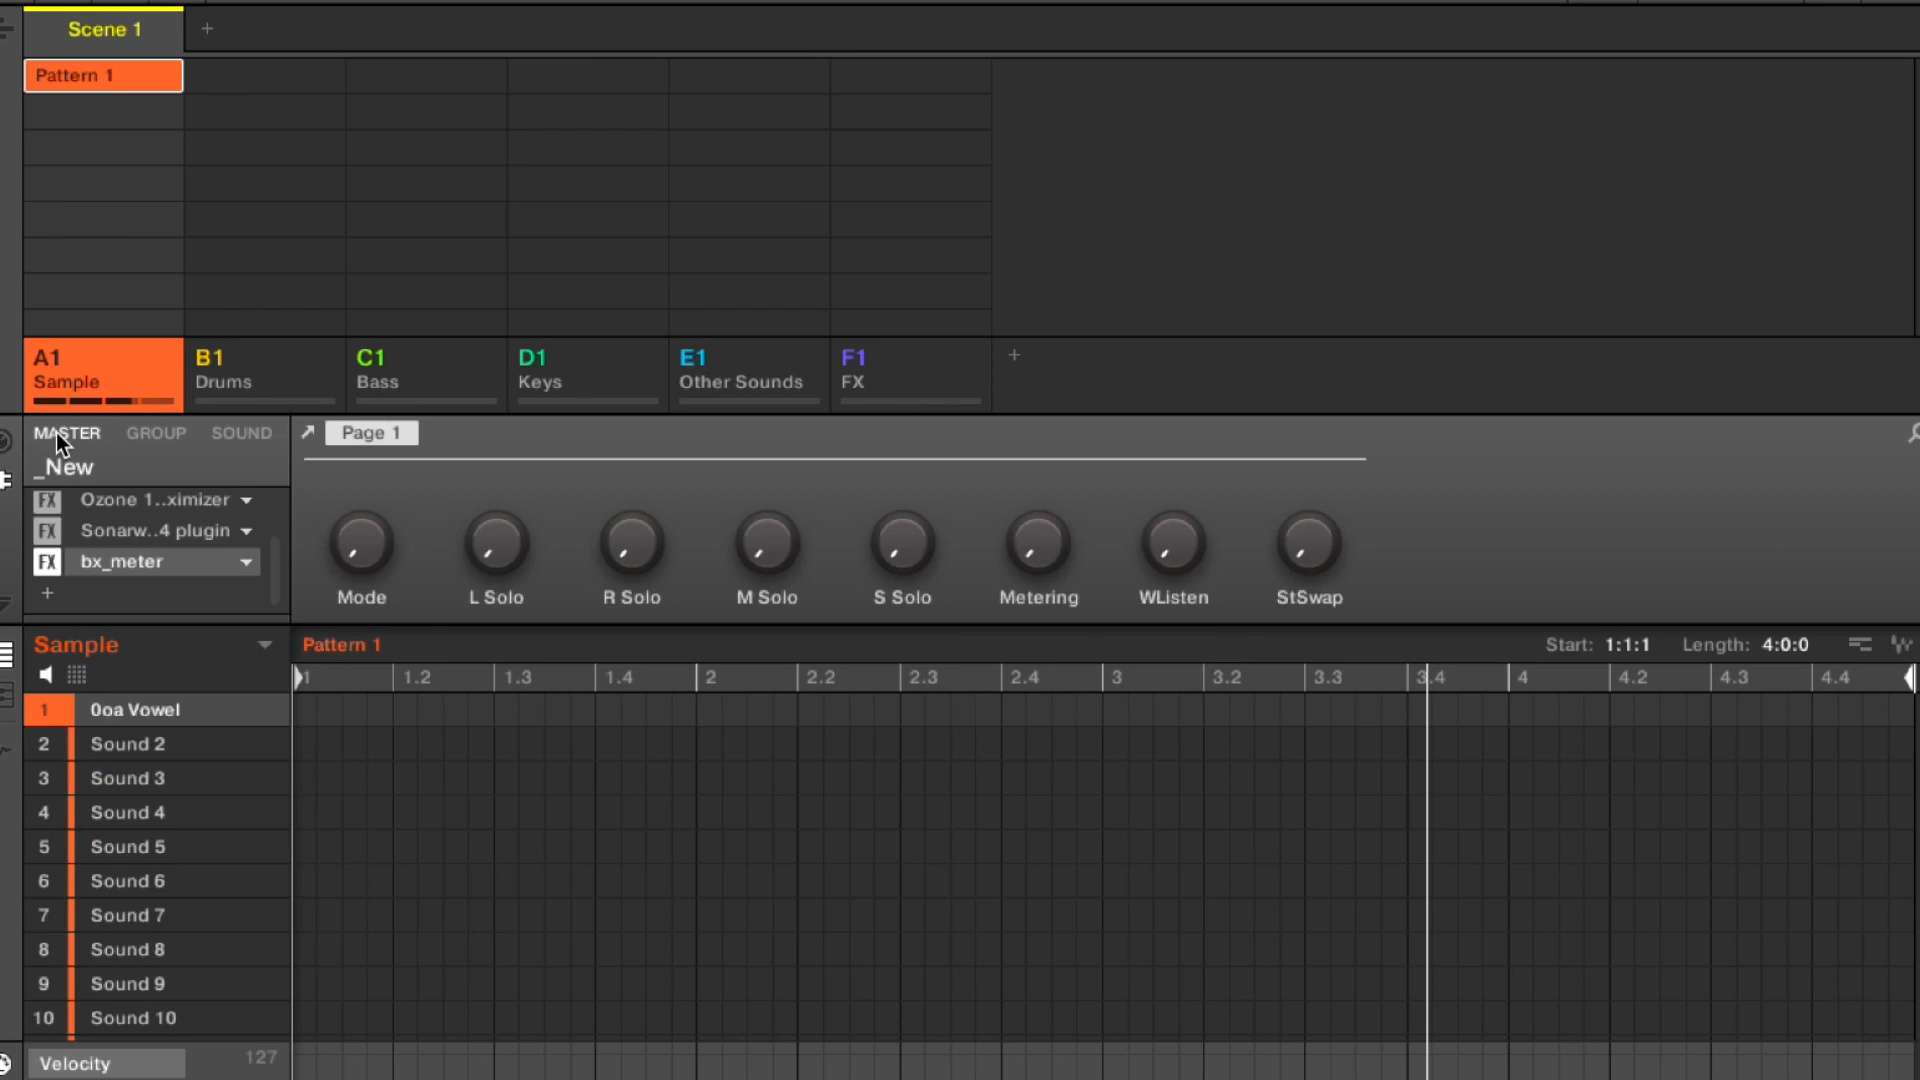 Scene 1 +
Pattern 1
A1 B1 C1 D1 E1 F1 +
Sample Drums Bass Keys Other Sounds FX
MASTER GROUP SOUND Page 1
_New
FX Ozone 1..ximizer
FX Sonarw..4 plugin
FX bx_meter
+
Mode L Solo R Solo M Solo S Solo Metering WListen StSwap
Sample Pattern 1 Start: 1:1:1 Length: 4:0:0
1 1.2 1.3 1.4 2 2.2 2.3 2.4 3 3.2 3.3 3.4 4 4.2 4.3 4.4
1 Ooa Vowel
2 Sound 2
3 Sound 3
4 Sound 4
5 Sound 5
6 Sound 6
7 Sound 7
8 Sound 8
9 Sound 9
10 Sound 10
Velocity 127